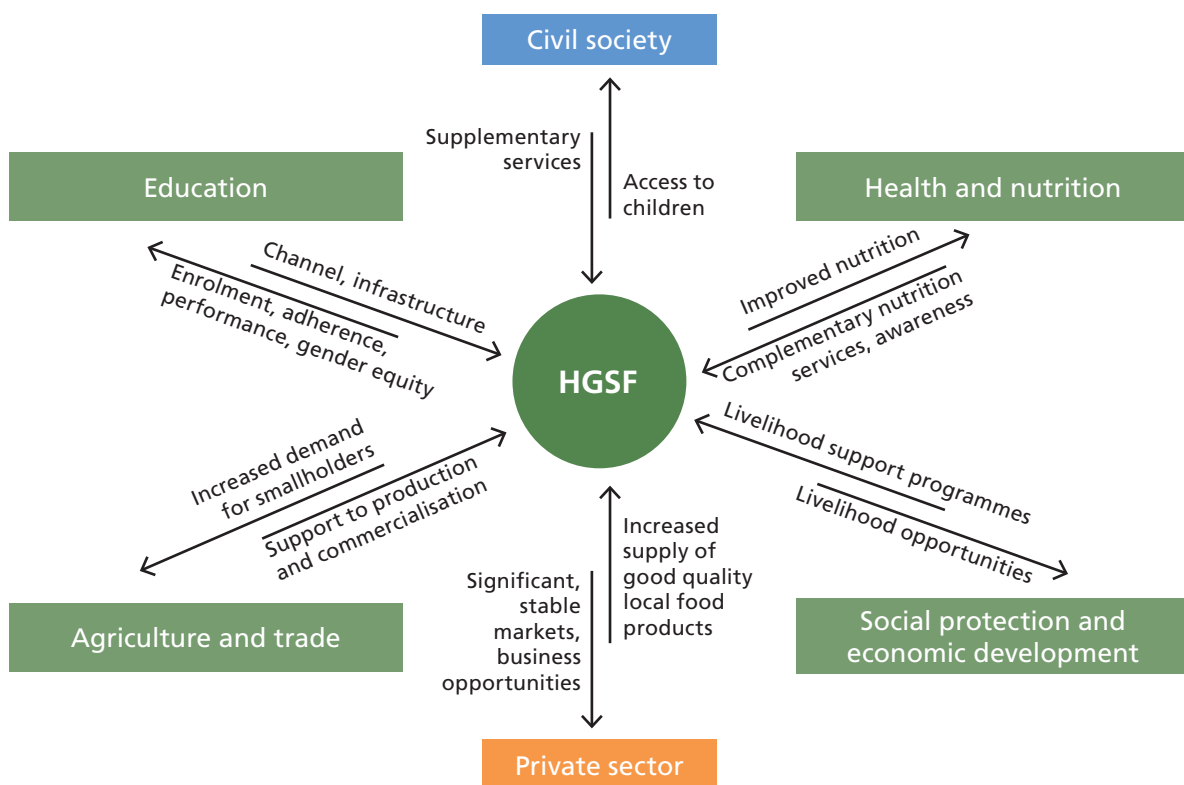 Civil society
Supplementary
services
Access to
children
Education
Health and nutrition
Channel, infrastructure
Enrolment, adherence,
performance, gender equity
Improved nutrition
Complementary nutrition
services, awareness
HGSF
Increased demand
for smallholders
Support to production
and commercialisation
Livelihood support programmes
Livelihood opportunities
Significant,
stable
markets,
business
opportunities
Increased
supply of
good quality
local food
products
Agriculture and trade
Social protection and
economic development
Private sector